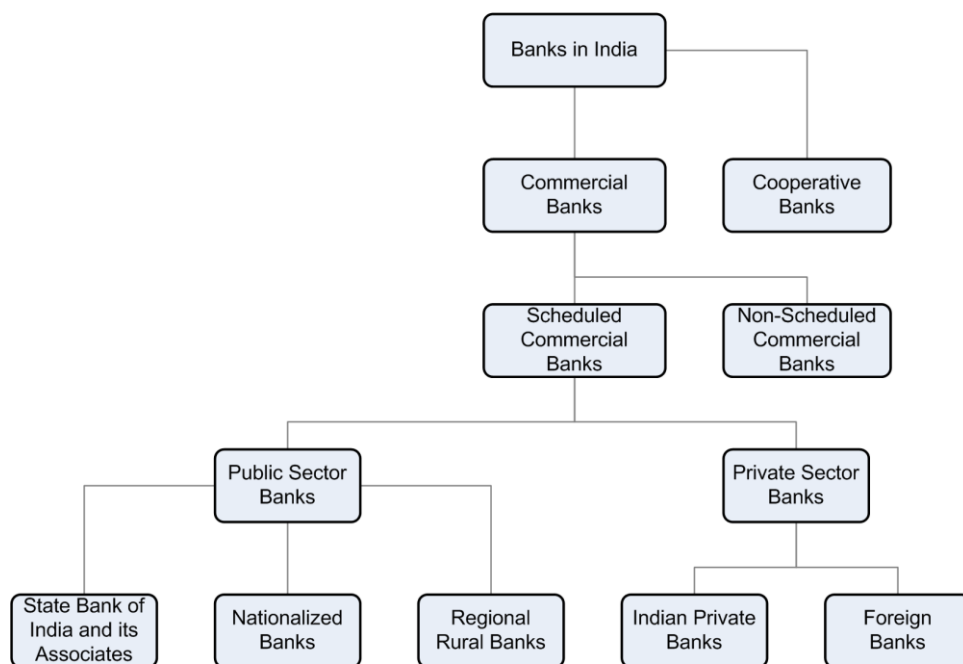 Banks in India
Commercial
Banks
Cooperative
Banks
Scheduled
Commercial
Banks
Non-Scheduled
Commercial
Banks
Public Sector
Banks
Private Sector
Banks
State Bank of
India and its
Associates
Nationalized
Banks
Regional
Rural Banks
Indian Private
Banks
Foreign
Banks